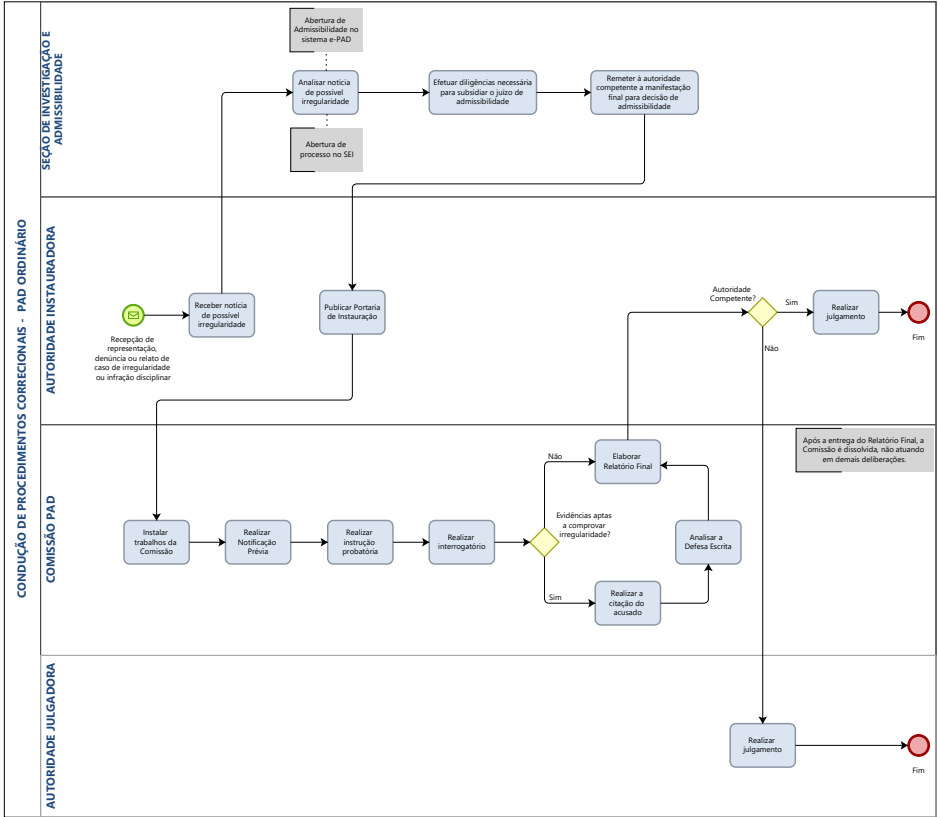 CONDUÇÃO DE PROCEDIMENTOS CORRECIONAIS - PAD ORDINÁRIO
SEÇÃO DE INVESTIGAÇÃO E
ADMISSIBILIDADE
Abertura de
Admissibilidade no
sistema e-PAD
Analisar notícia
de possível
irregularidade
Abertura de
processo no SEI
Efetuar diligências necessária
para subsidiar o juízo de
admissibilidade
Remeter à autoridade
competente a manifestação
final para decisão de
admissibilidade
AUTORIDADE INSTAURADORA
Recepção de
representação,
denúncia ou relato de
caso de irregularidade
ou infração disciplinar
Receber notícia
de possível
irregularidade
Publicar Portaria
de Instauração
Autoridade
Competente?
Sim
Não
Realizar
julgamento
Fim
COMISSÃO PAD
Instalar
trabalhos da
Comissão
Realizar
Notificação
Prévia
Realizar
instrução
probatória
Realizar
interrogatório
Evidências aptas
a comprovar
irregularidade?
Não
Sim
Elaborar
Relatório Final
Realizar a
citação do
acusado
Analisar a
Defesa Escrita
Após a entrega do Relatório Final, a
Comissão é dissolvida, não atuando
em demais deliberações.
AUTORIDADE JULGADORA
Realizar
julgamento
Fim